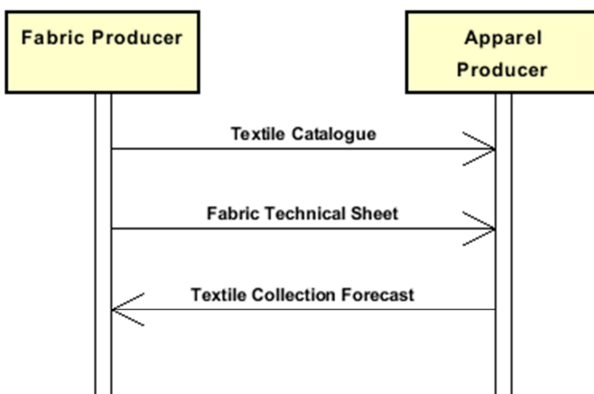 Fabric Producer
Apparel
Producer
Textile Catalogue
Fabric Technical Sheet
Textile Collection Forecast